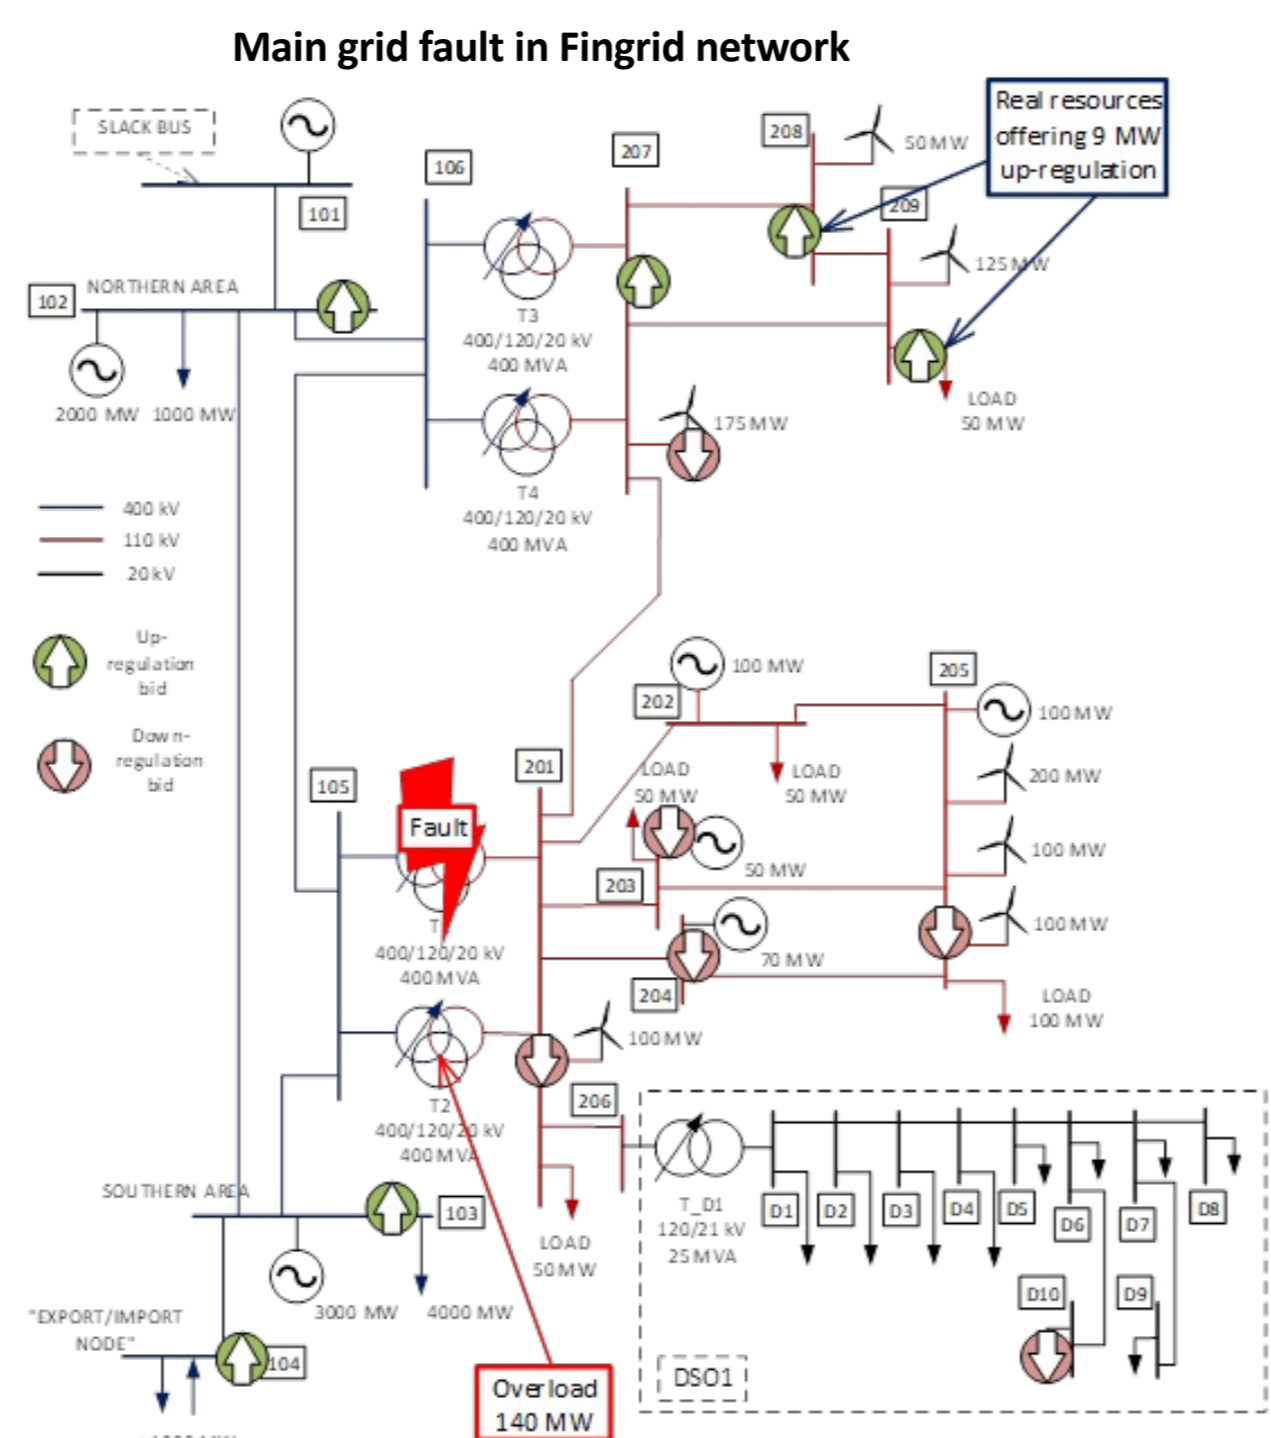 Main grid fault in Fingrid network
SLACK BUS
101
106
207
208
50 MW
Real resources
offering 9 MW
up-regulation
209
125 MW
102
NORTHERN AREA
2000 MW
1000 MW
T3
400/120/20 kV
400 MVA
T4
400/120/20 kV
400 MVA
175 MW
LOAD
50 MW
400 kV
110 kV
20 kV
Up-
regulation
bid
Down-
regulation
bid
105
Fault
400/120/20 kV
400 MVA
T2
400/120/20 kV
400 MVA
201
202
100 MW
LOAD
50 MW
LOAD
50 MW
205
100 MW
200 MW
100 MW
100 MW
203
50 MW
204
70 MW
LOAD
100 MW
100 MW
206
LOAD
50 MW
SOUTHERN AREA
103
3000 MW
4000 MW
"EXPORT/IMPORT
NODE"
104
Overload
140 MW
T_D1
120/21 kV
25 MVA
D1
D2
D3
D4
D5
D6
D7
D8
D10
D9
DSO1